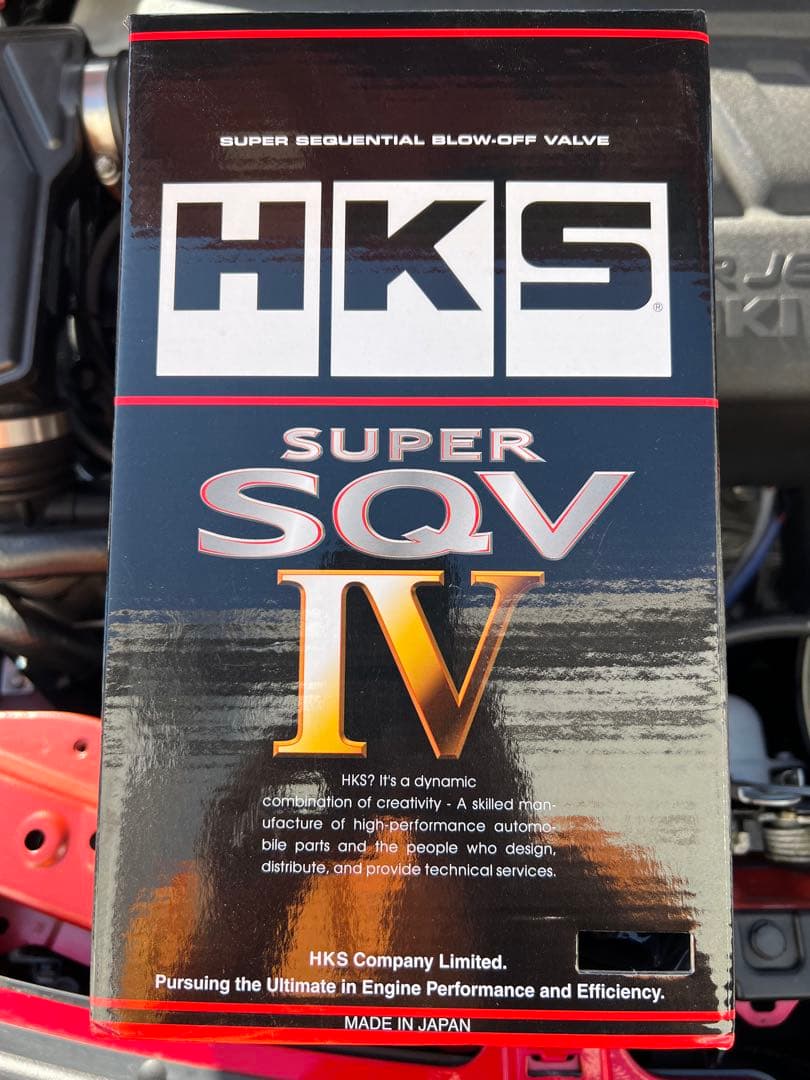 SUPER SEQUENTIAL BLOW-OFF VALVE
HKS®
SUPER
SQV
IV
HKS? It's a dynamic
combination of creativity - A skilled man-
ufacture of high-performance automo-
bile parts and the people who design,
distribute, and provide technical services.
HKS Company Limited.
Pursuing the Ultimate in Engine Performance and Efficiency.
MADE IN JAPAN